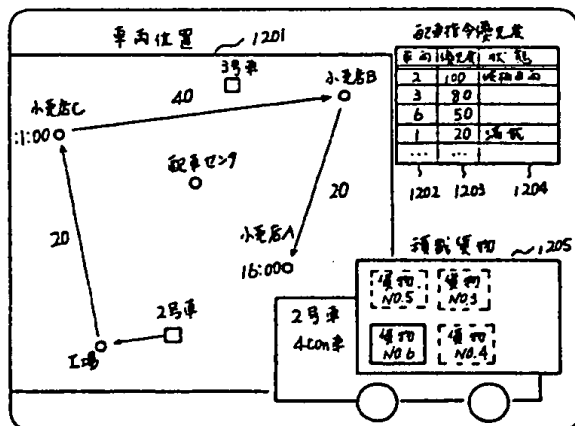 車両位置
1201
3号車
小売店B
小売店C
40
:1:00
配車センタ
20
20
小売店A
16:00
2号車
工場
配車指令優先度
車両 優先度 状態
2 100
3 80
6 50
1 20 満載
... ...
1202 1203 1204
積載貨物 1205
2号車
4ton車
貨物 NO.5
貨物 NO.3
貨物 NO.6
貨物 NO.4